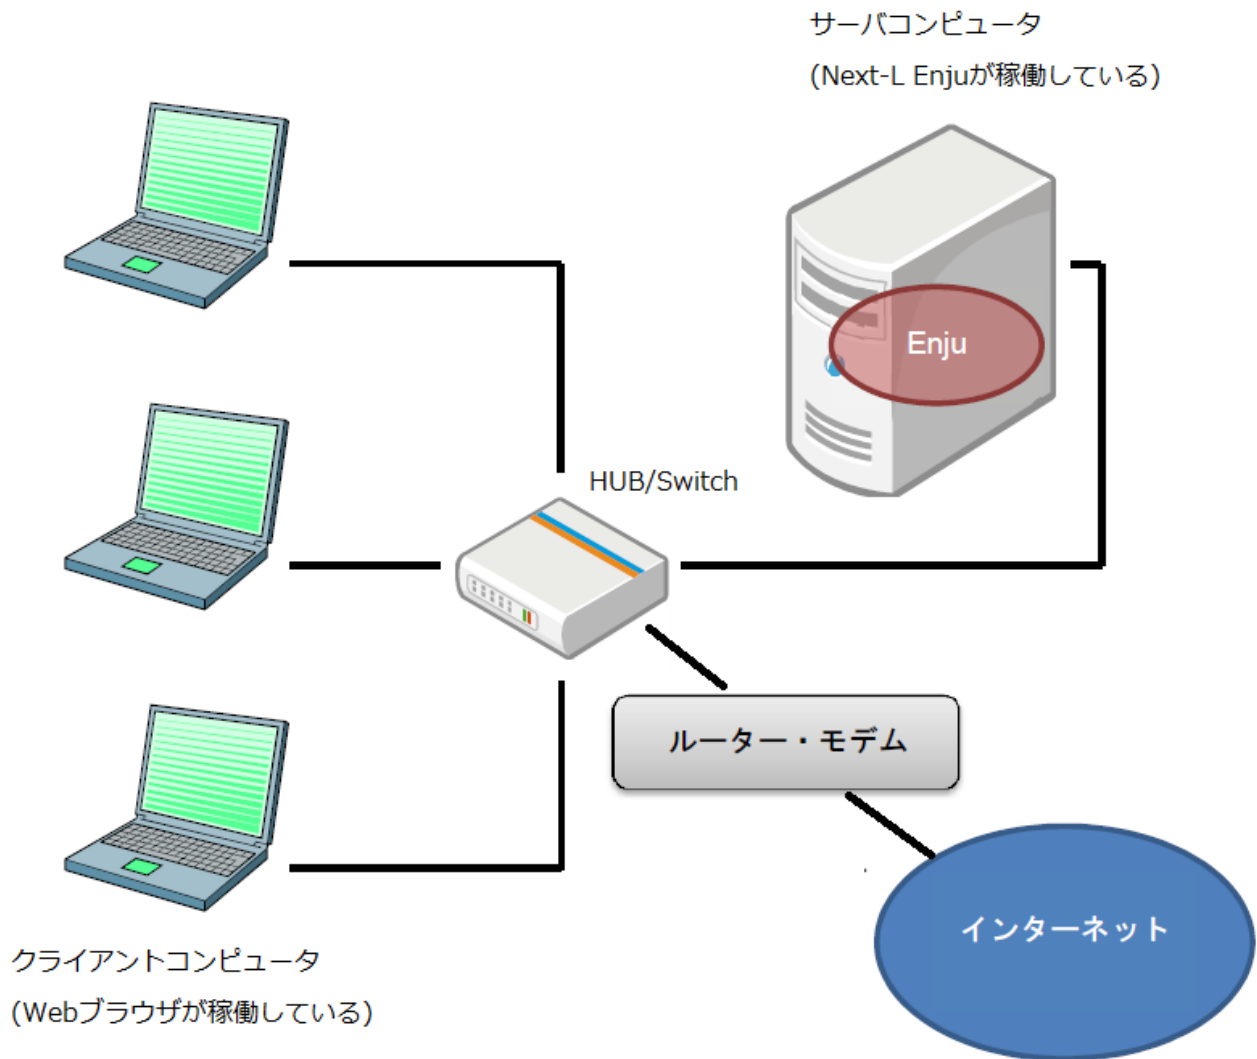 サーバコンピュータ
(Next-L Enjuが稼働している)
Enju
HUB/Switch
ルーター・モデム
インターネット
クライアントコンピュータ
(Webブラウザが稼働している)